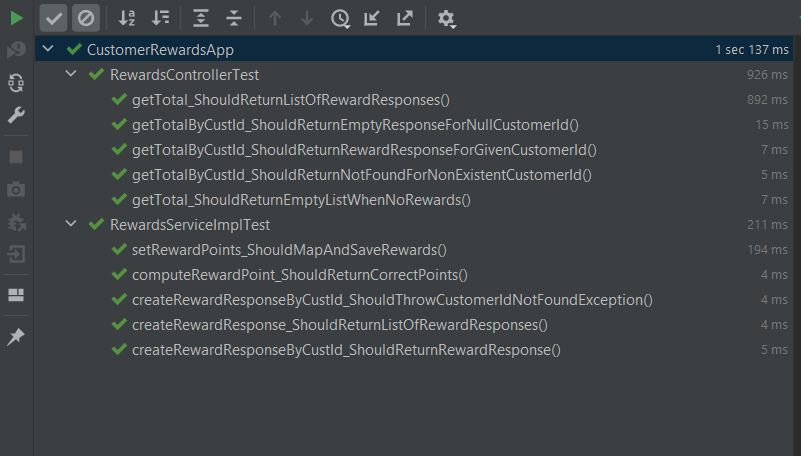 CustomerRewardsApp 1 sec 137 ms
RewardsControllerTest 926 ms
getTotal_ShouldReturnListOfRewardResponses() 892 ms
getTotalByCustId_ShouldReturnEmptyResponseForNullCustomerId() 15 ms
getTotalByCustId_ShouldReturnRewardResponseForGivenCustomerId() 7 ms
getTotalByCustId_ShouldReturnNotFoundForNonExistentCustomerId() 5 ms
getTotal_ShouldReturnEmptyListWhenNoRewards() 7 ms
RewardsServiceImplTest 211 ms
setRewardPoints_ShouldMapAndSaveRewards() 194 ms
computeRewardPoint_ShouldReturnCorrectPoints() 4 ms
createRewardResponseByCustId_ShouldThrowCustomerIdNotFoundException() 4 ms
createRewardResponse_ShouldReturnListOfRewardResponses() 4 ms
createRewardResponseByCustId_ShouldReturnRewardResponse() 5 ms